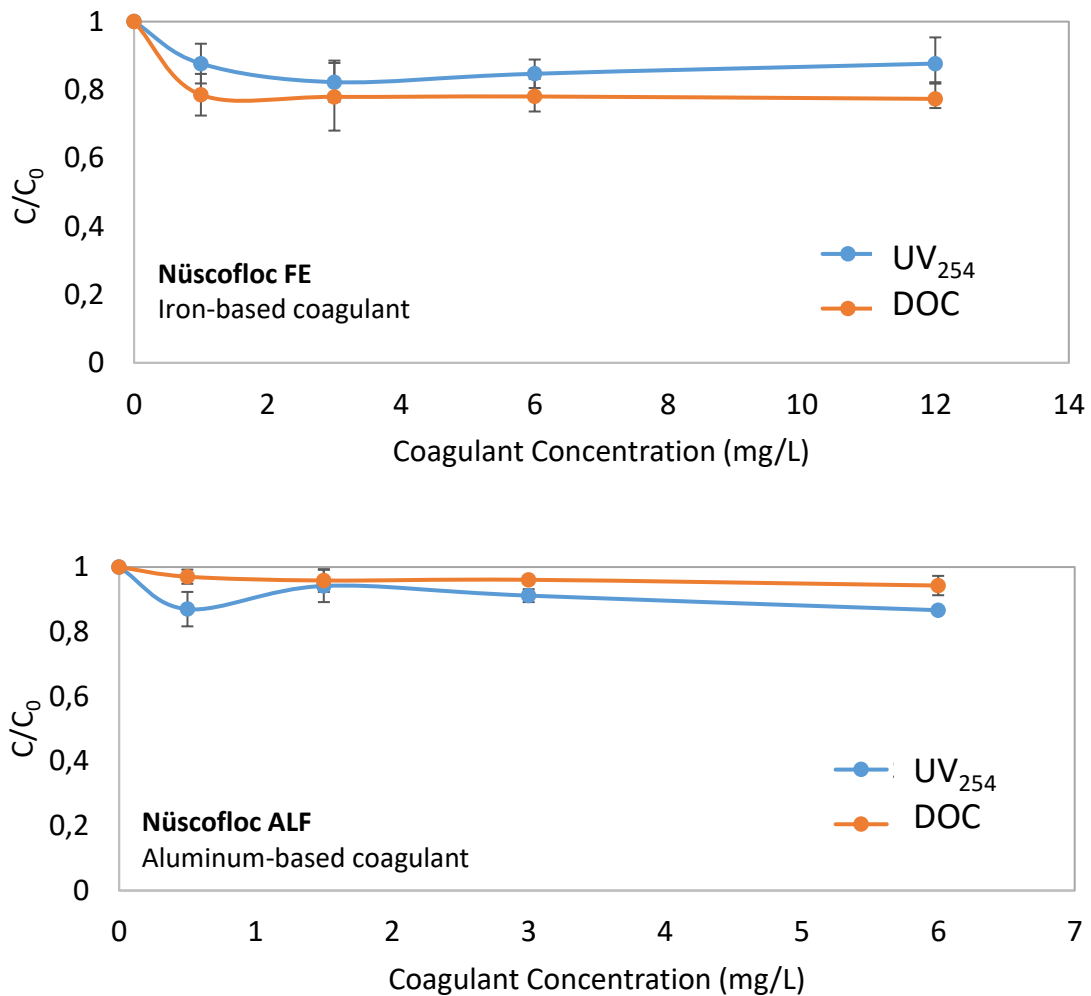 1
0,8
0,6
0,4
0,2
0
C/C₀
Nüscofloc FE
Iron-based coagulant
UV₂₅₄
DOC
0 2 4 6 8 10 12 14
Coagulant Concentration (mg/L)
1
0,8
0,6
0,4
0,2
0
C/C₀
Nüscofloc ALF
Aluminum-based coagulant
UV₂₅₄
DOC
0 1 2 3 4 5 6 7
Coagulant Concentration (mg/L)